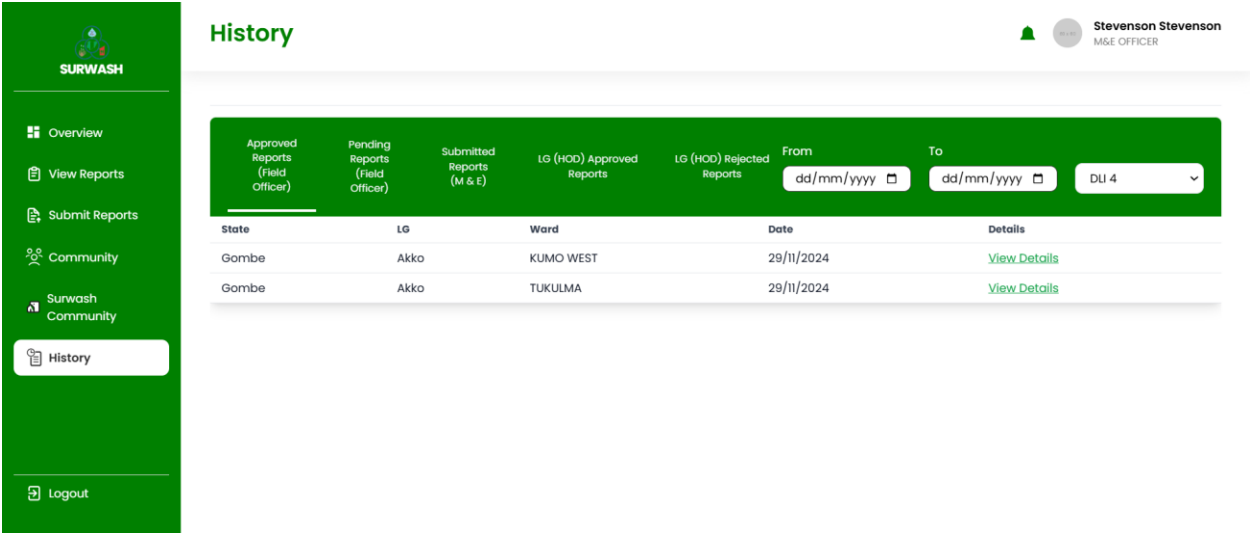 SURWASH
Overview
View Reports
Submit Reports
Community
Surwash
Community
History
Logout
History
Stevenson Stevenson
M&E OFFICER
Approved
Reports
(Field
Officer)
Pending
Reports
(Field
Officer)
Submitted
Reports
(M & E)
LG (HOD) Approved
Reports
LG (HOD) Rejected
Reports
From
dd/mm/yyyy
To
dd/mm/yyyy
DLI 4
State LG Ward Date Details
Gombe Akko KUMO WEST 29/11/2024 View Details
Gombe Akko TUKULMA 29/11/2024 View Details